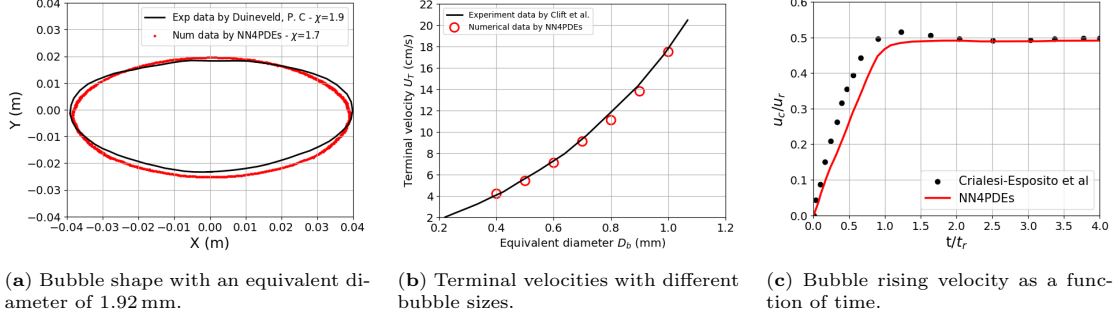 0.04
0.03
0.02
0.01
0.00
−0.01
−0.02
−0.03
−0.04
Y (m)
−0.04 −0.03 −0.02 −0.01 0.00 0.01 0.02 0.03 0.04
X (m)
Exp data by Duineveld, P. C - χ=1.9
Num data by NN4PDEs - χ=1.7
(a) Bubble shape with an equivalent di-
ameter of 1.92 mm.
22
20
18
16
14
12
10
8
6
4
2
Terminal velocity U_T (cm/s)
0.2 0.4 0.6 0.8 1.0 1.2
Equivalent diameter D_b (mm)
Experiment data by Clift et al.
Numerical data by NN4PDEs
(b) Terminal velocities with different
bubble sizes.
0.6
0.5
0.4
0.3
0.2
0.1
0.0
u_c/u_r
0.0 0.5 1.0 1.5 2.0 2.5 3.0 3.5 4.0
t/t_r
Crialesi-Esposito et al
NN4PDEs
(c) Bubble rising velocity as a func-
tion of time.